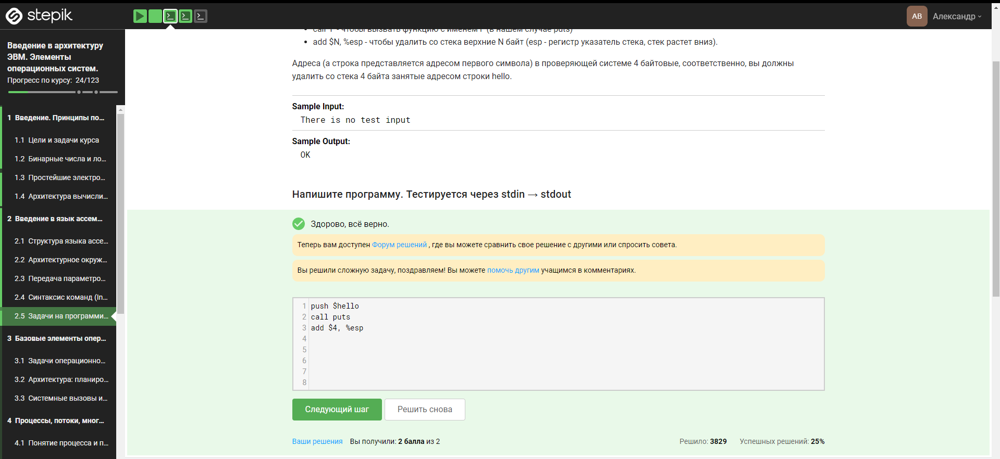 stepik
АВ
Александр
Введение в архитектуру
ЭВМ. Элементы
операционных систем.
Прогресс по курсу: 24/123
1 Введение. Принципы по...
1.1 Цели и задачи курса
1.2 Бинарные числа и ло...
1.3 Простейшие электро...
1.4 Архитектура вычисли...
2 Введение в язык ассем...
2.1 Структура языка ассе...
2.2 Архитектурное окруж...
2.3 Передача параметро...
2.4 Синтаксис команд (In...
2.5 Задачи на программи...
3 Базовые элементы опер...
3.1 Задачи операционно...
3.2 Архитектура: планиро...
3.3 Системные вызовы и...
4 Процессы, потоки, мног...
4.1 Понятие процесса и п...
call F - чтобы вызвать функцию с именем F (в нашем случае puts)
add $N, %esp - чтобы удалить со стека верхние N байт (esp - регистр указатель стека, стек растет вниз).
Адреса (а строка представляется адресом первого символа) в проверяющей системе 4 байтовые, соответственно, вы должны
удалить со стека 4 байта занятые адресом строки hello.
Sample Input:
There is no test input
Sample Output:
OK
Напишите программу. Тестируется через stdin → stdout
Здорово, всё верно.
Теперь вам доступен Форум решений , где вы можете сравнить свое решение с другими или спросить совета.
Вы решили сложную задачу, поздравляем! Вы можете помочь другим учащимся в комментариях.
1 push $hello
2 call puts
3 add $4, %esp
4
5
6
7
8
Следующий шаг
Решить снова
Ваши решения Вы получили: 2 балла из 2
Решило: 3829 Успешных решений: 25%